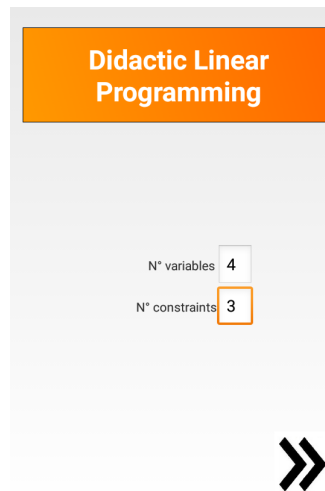 Didactic Linear
Programming
N° variables 4
N° constraints 3